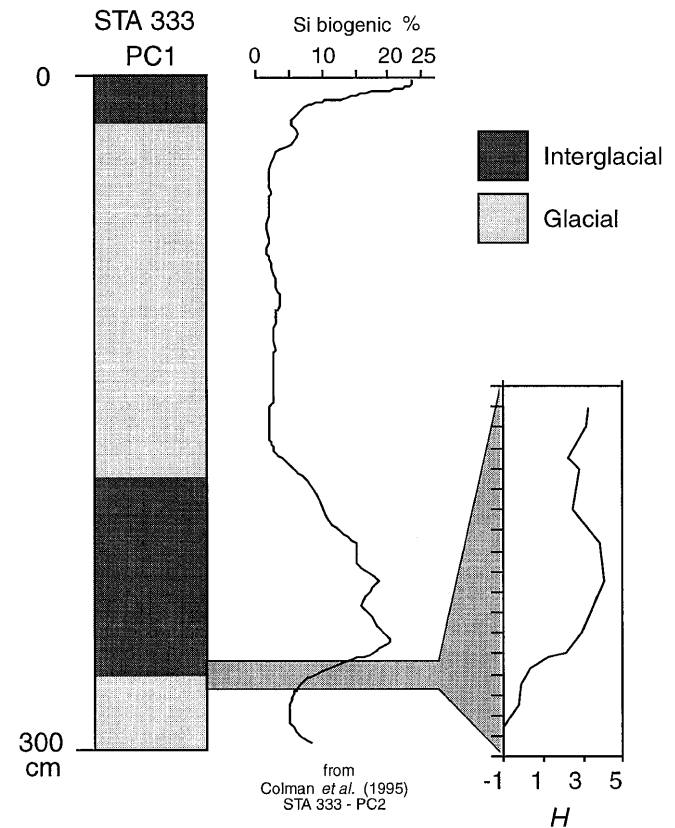 STA 333
PC1
Si biogenic %
0 10 20 25
0
Interglacial
Glacial
300
cm
from
Colman et al. (1995)
STA 333 - PC2
-1 1 3 5
H